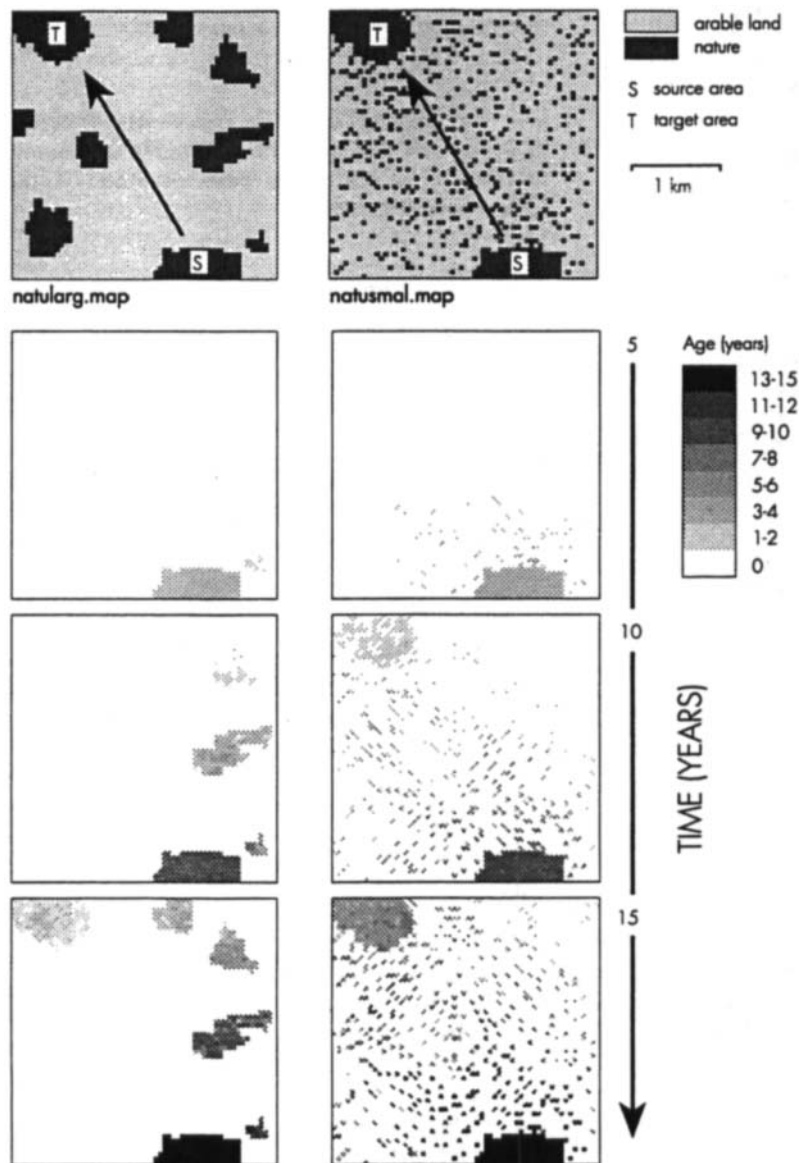 T
T
S
S
arable land
nature
S source area
T target area
1 km
natularg.map
natusmal.map
5
10
15
TIME (YEARS)
Age (years)
13-15
11-12
9-10
7-8
5-6
3-4
1-2
0